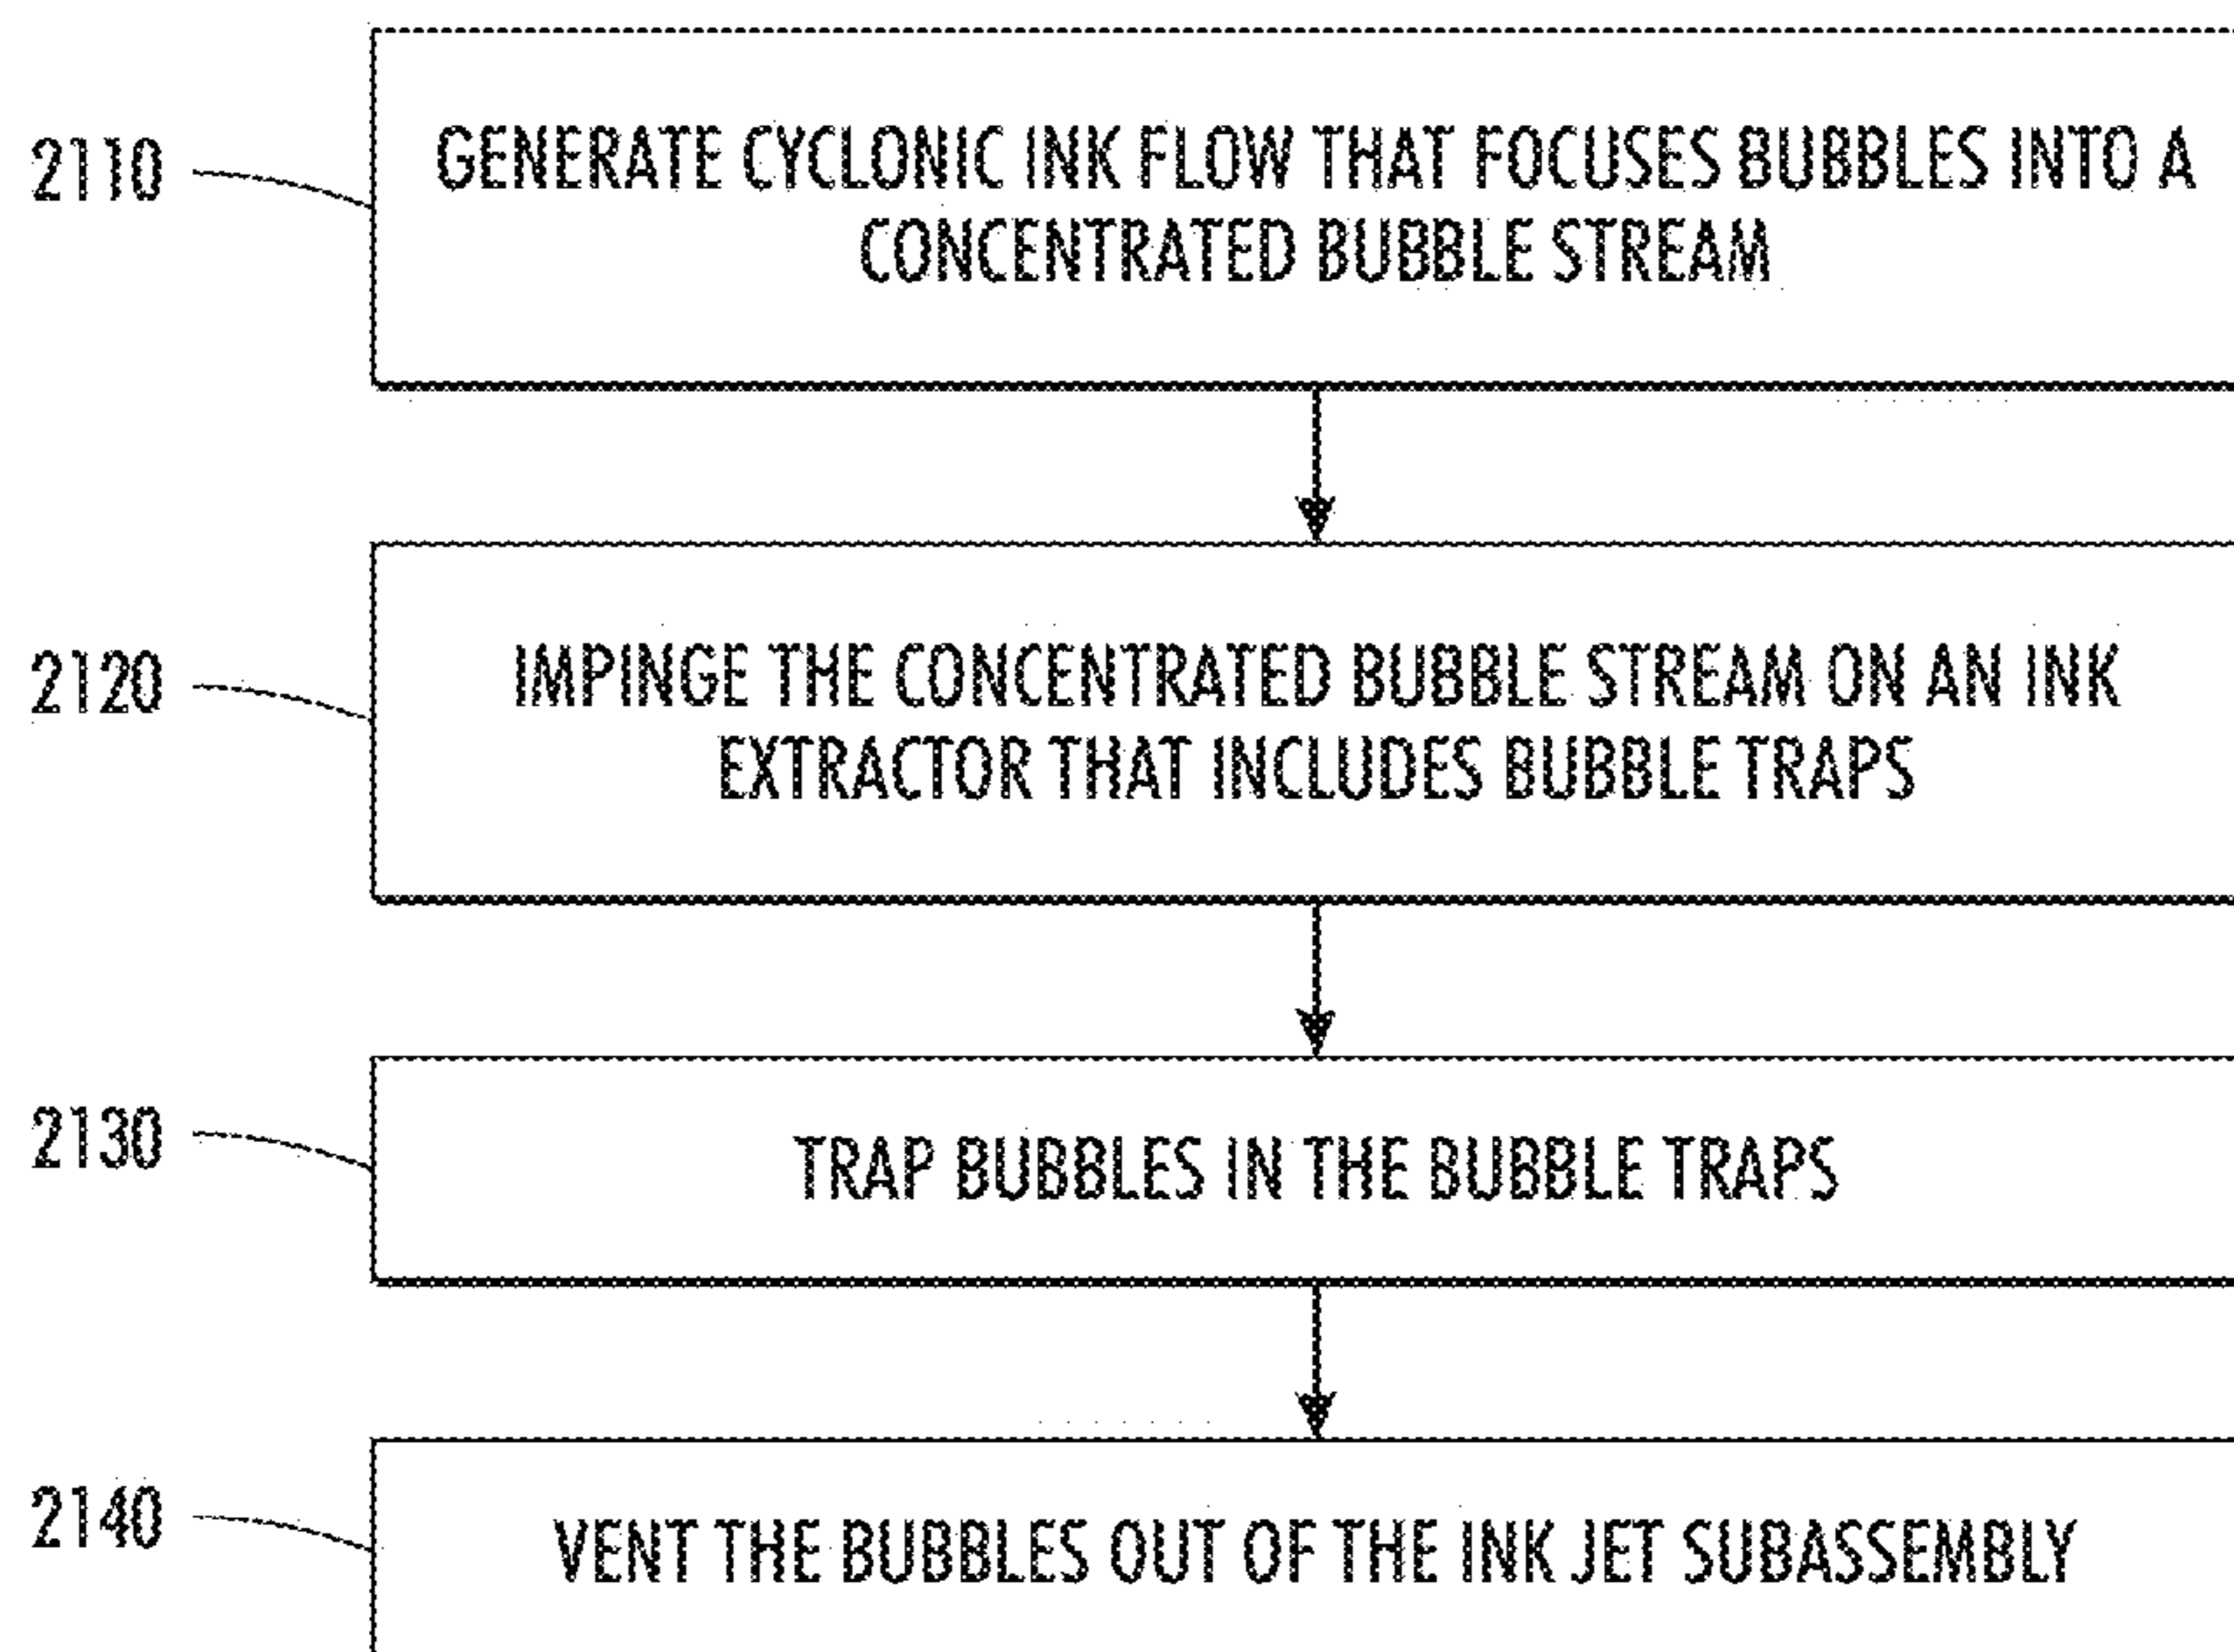 2110
GENERATE CYCLONIC INK FLOW THAT FOCUSES BUBBLES INTO A
CONCENTRATED BUBBLE STREAM
2120
IMPINGE THE CONCENTRATED BUBBLE STREAM ON AN INK
EXTRACTOR THAT INCLUDES BUBBLE TRAPS
2130
TRAP BUBBLES IN THE BUBBLE TRAPS
2140
VENT THE BUBBLES OUT OF THE INK JET SUBASSEMBLY